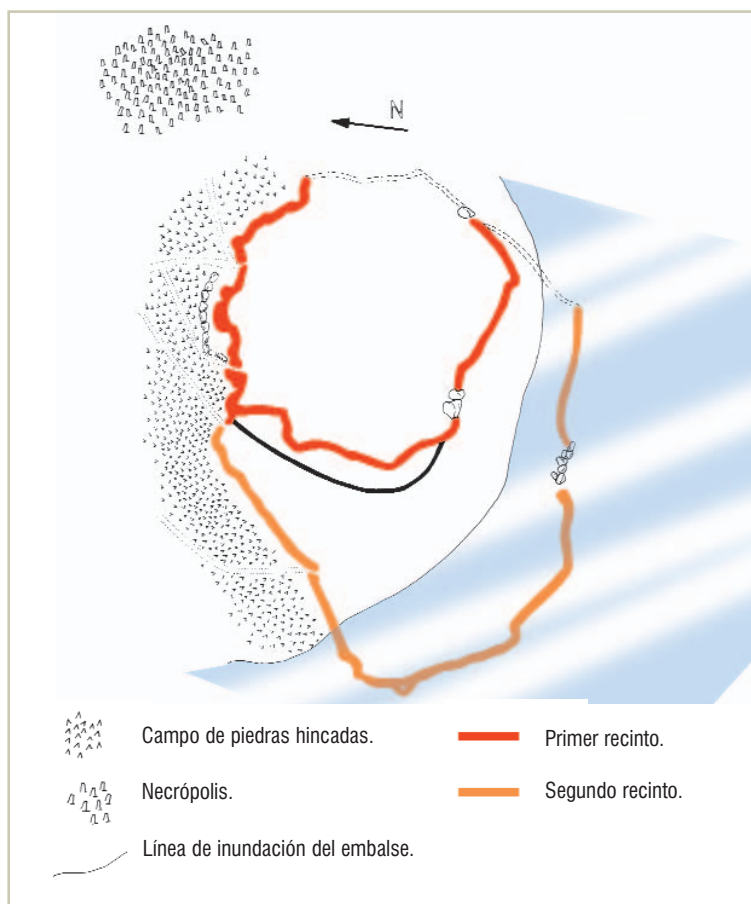 N
Campo de piedras hincadas.
Primer recinto.
Necrópolis.
Segundo recinto.
Línea de inundación del embalse.